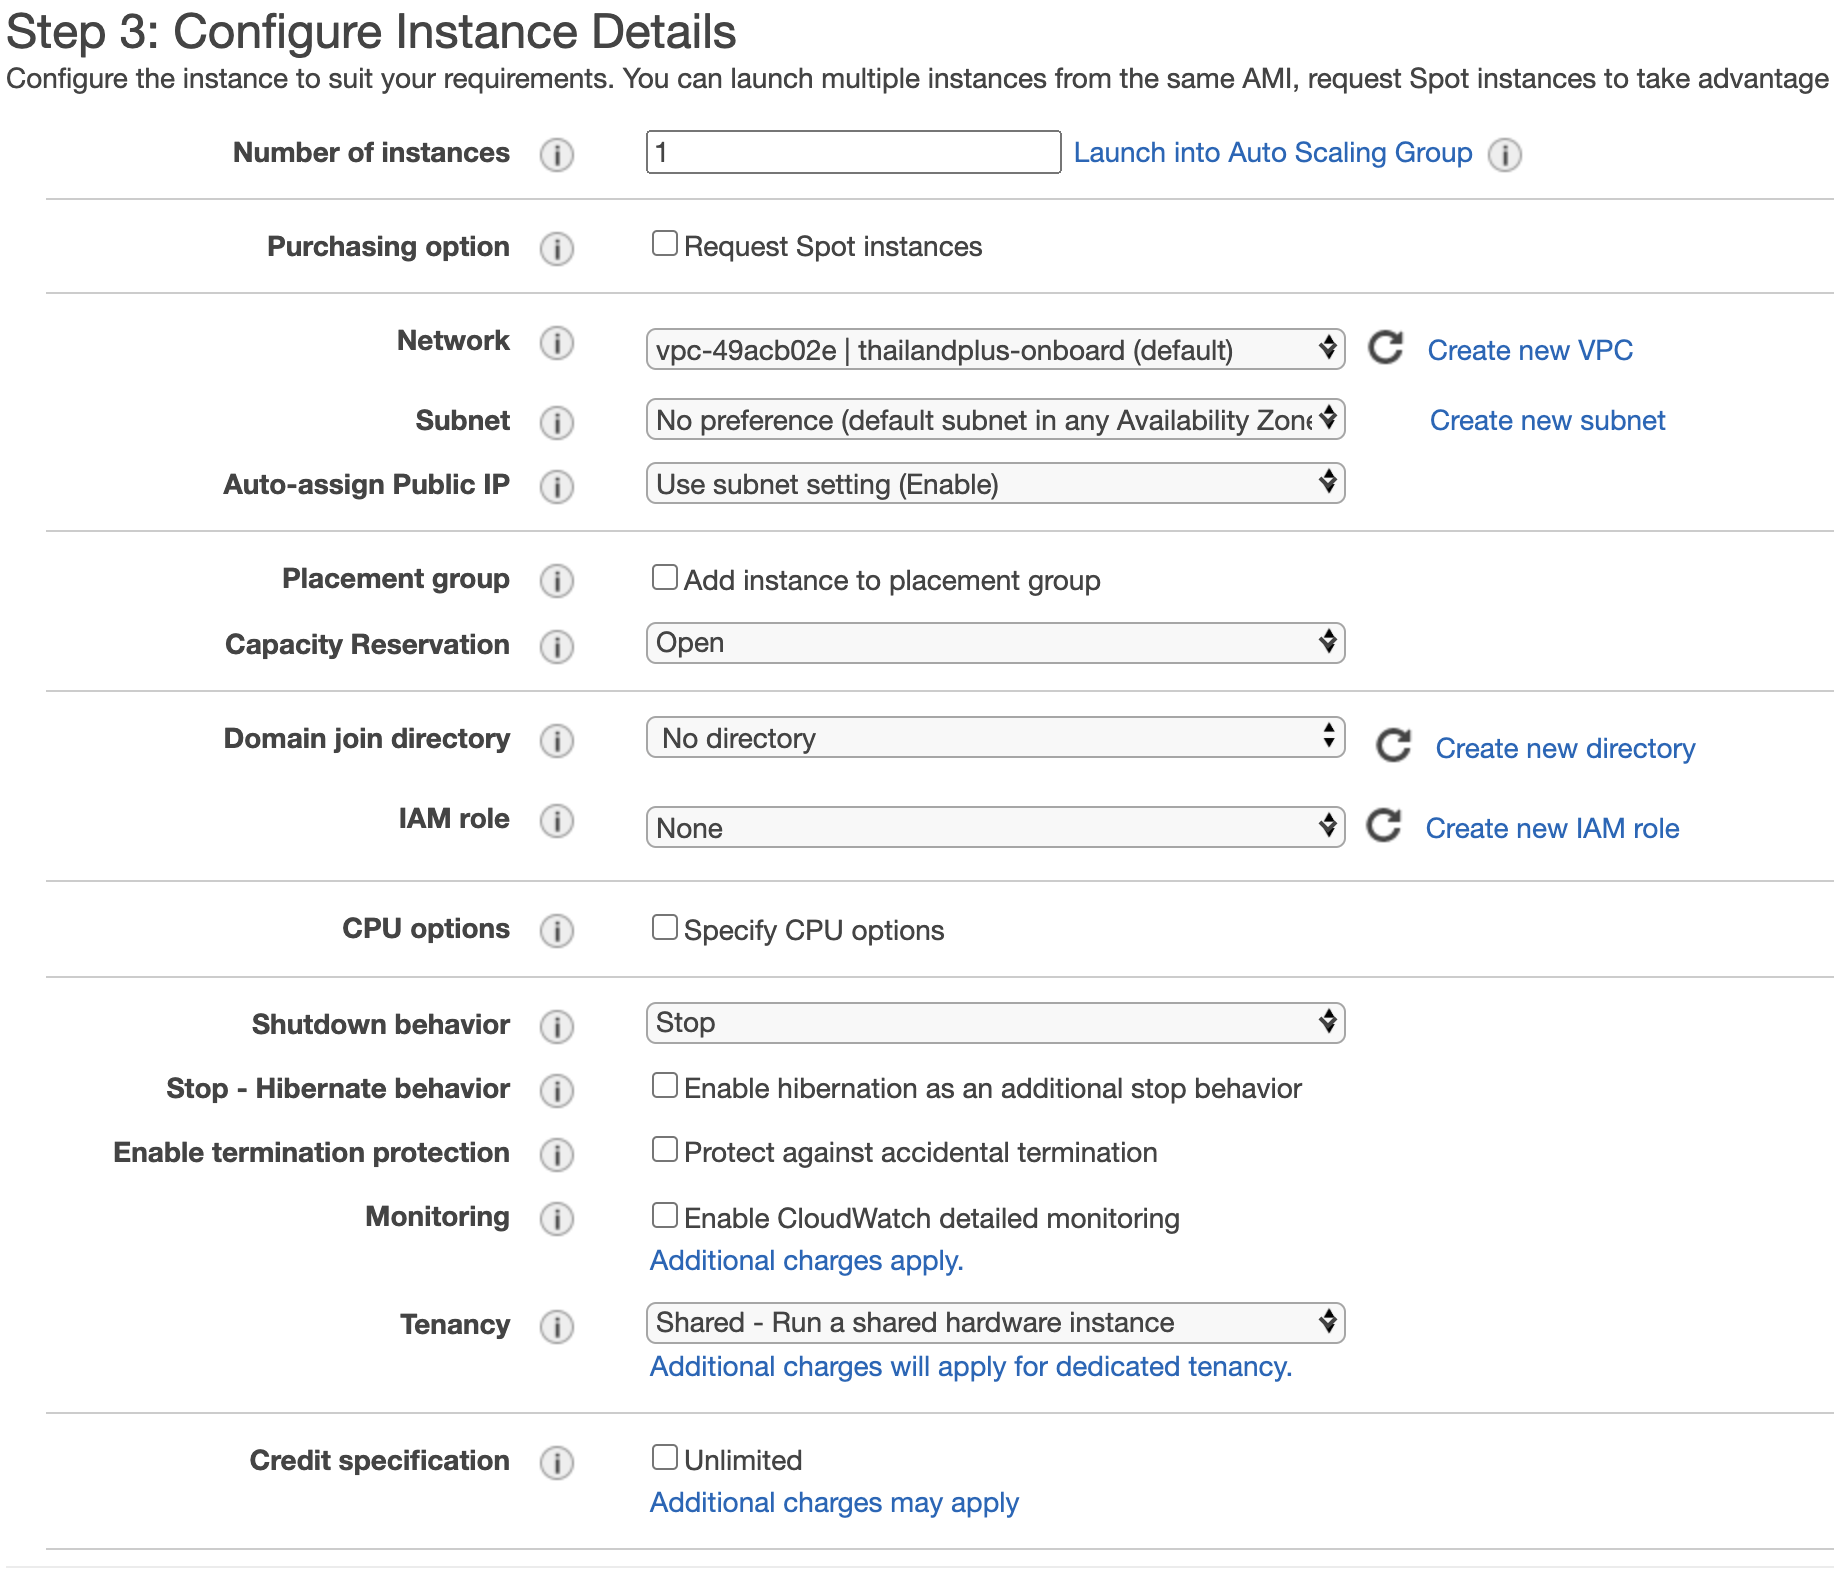 Step 3: Configure Instance Details
Configure the instance to suit your requirements. You can launch multiple instances from the same AMI, request Spot instances to take advantage
Number of instances 1 Launch into Auto Scaling Group
Purchasing option Request Spot instances
Network vpc-49acb02e | thailandplus-onboard (default) Create new VPC
Subnet No preference (default subnet in any Availability Zone Create new subnet
Auto-assign Public IP Use subnet setting (Enable)
Placement group Add instance to placement group
Capacity Reservation Open
Domain join directory No directory Create new directory
IAM role None Create new IAM role
CPU options Specify CPU options
Shutdown behavior Stop
Stop - Hibernate behavior Enable hibernation as an additional stop behavior
Enable termination protection Protect against accidental termination
Monitoring Enable CloudWatch detailed monitoring
Additional charges apply.
Tenancy Shared - Run a shared hardware instance
Additional charges will apply for dedicated tenancy.
Credit specification Unlimited
Additional charges may apply